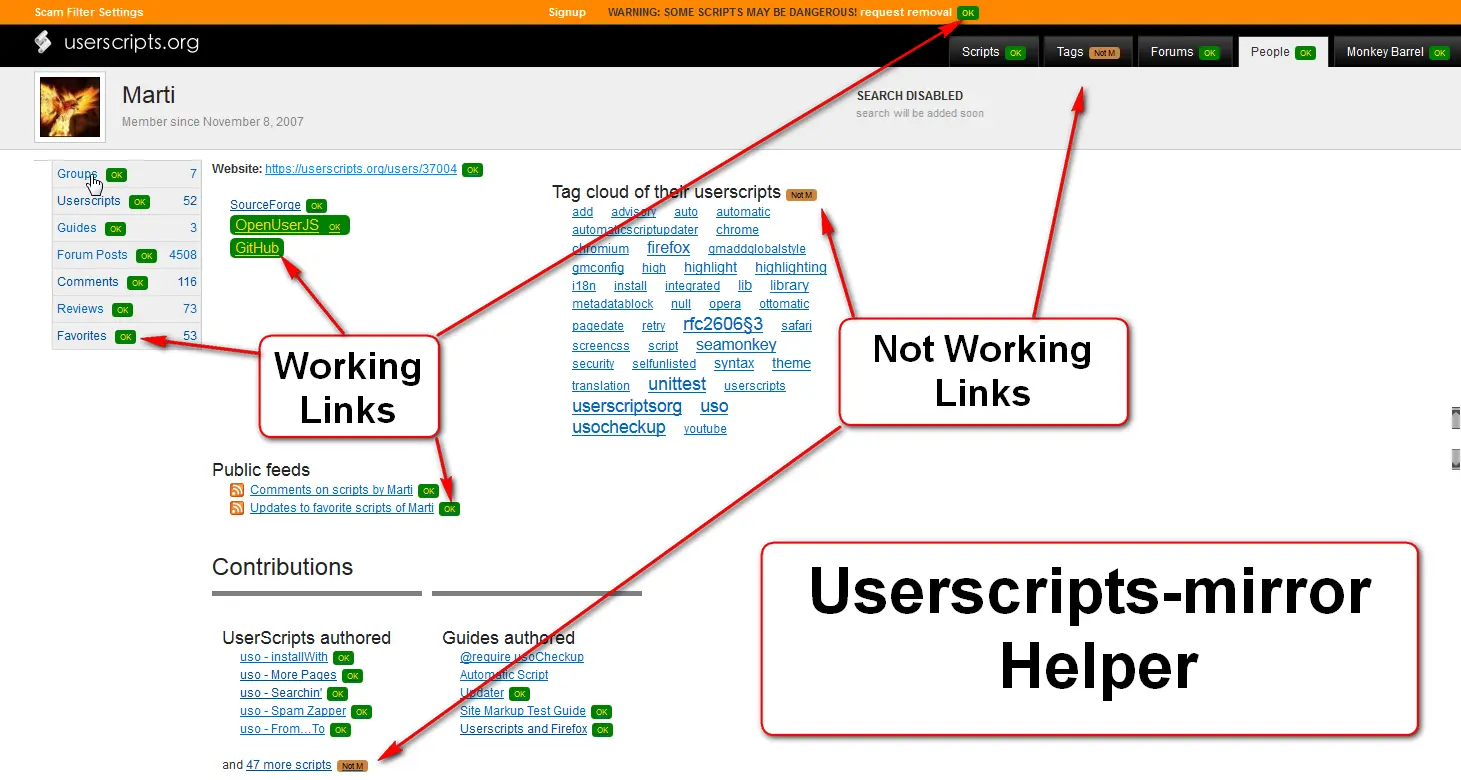 Scam Filter Settings
Signup WARNING: SOME SCRIPTS MAY BE DANGEROUS! request removal OK
userscripts.org
Scripts OK Tags Not M Forums OK People OK Monkey Barrel OK
Marti
Member since November 8, 2007
SEARCH DISABLED
search will be added soon
Groups OK 7
Userscripts OK 52
Guides OK 3
Forum Posts OK 4508
Comments OK 116
Reviews OK 73
Favorites OK 53
Website: https://userscripts.org/users/37004 OK
SourceForge OK
OpenUserJS OK
GitHub
Tag cloud of their userscripts Not M
add advisory auto automatic
automaticscriptupdater chrome
chromium firefox gmaddglobalstyle
gmconfig high highlight highlighting
i18n install integrated lib library
metadatablock null opera ottomatic
pagedate retry rfc2606§3 safari
screencss script seamonkey
security selfunlisted syntax theme
translation unittest userscripts
userscriptsorg uso
usocheckup youtube
Working
Links
Not Working
Links
Public feeds
Comments on scripts by Marti OK
Updates to favorite scripts of Marti OK
Contributions
UserScripts authored
uso - installWith OK
uso - More Pages OK
uso - Searchin' OK
uso - Spam Zapper OK
uso - From…To OK
and 47 more scripts Not M
Guides authored
@require usoCheckup
Automatic Script
Updater OK
Site Markup Test Guide OK
Userscripts and Firefox OK
Userscripts-mirror
Helper